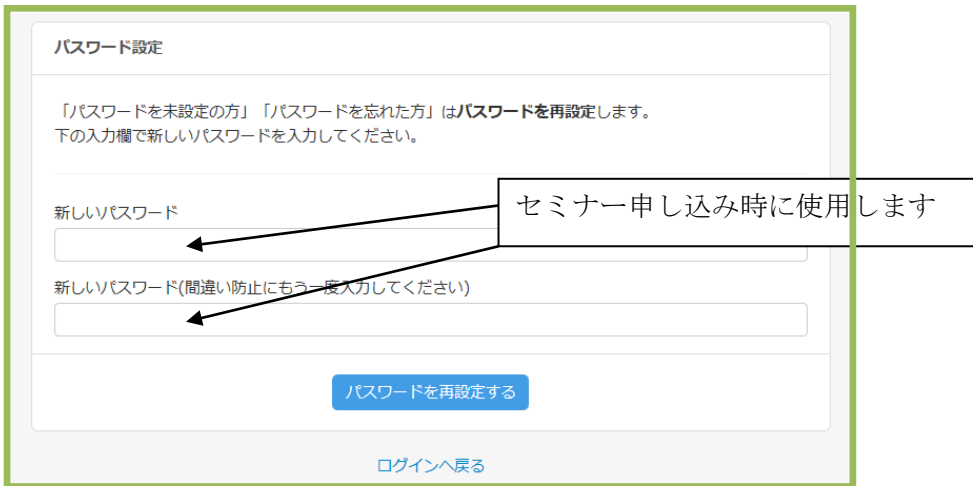 パスワード設定
「パスワードを未設定の方」「パスワードを忘れた方」はパスワードを再設定します。
下の入力欄で新しいパスワードを入力してください。
セミナー申し込み時に使用します
新しいパスワード
新しいパスワード(間違い防止にもう一度入力してください)
パスワードを再設定する
ログインへ戻る